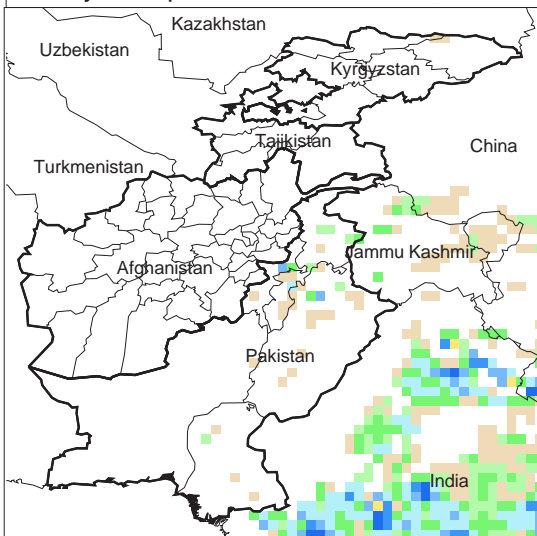 Kazakhstan
Uzbekistan
Kyrgyzstan
Tajikistan
China
Turkmenistan
Jammu Kashmir
Afghanistan
Pakistan
India